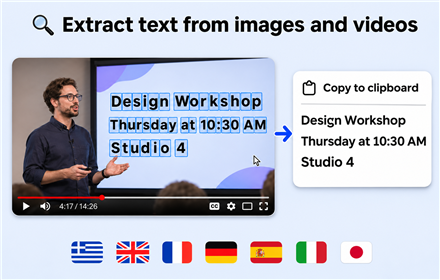 Extract text from images and videos
Design Workshop
Thursday at 10:30 AM
Studio 4
4:17 / 14:26
CC
Copy to clipboard
Design Workshop
Thursday at 10:30 AM
Studio 4